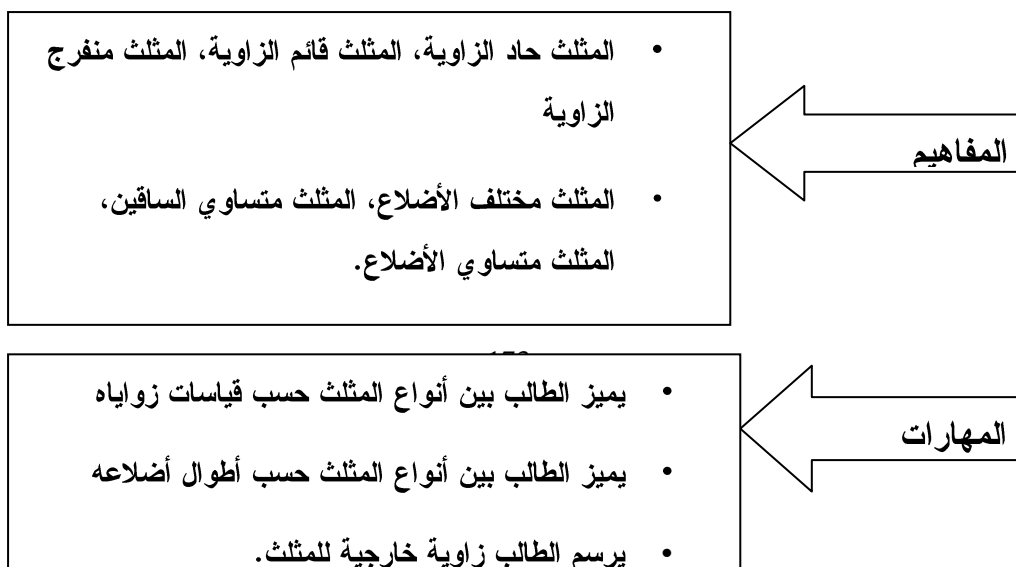 المفاهيم
• المثلث حاد الزاوية، المثلث قائم الزاوية، المثلث منفرج
الزاوية
• المثلث مختلف الأضلاع، المثلث متساوي الساقين،
المثلث متساوي الأضلاع.
المهارات
• يميز الطالب بين أنواع المثلث حسب قياسات زواياه
• يميز الطالب بين أنواع المثلث حسب أطوال أضلاعه
• يرسم الطالب زاوية خارجية للمثلث.